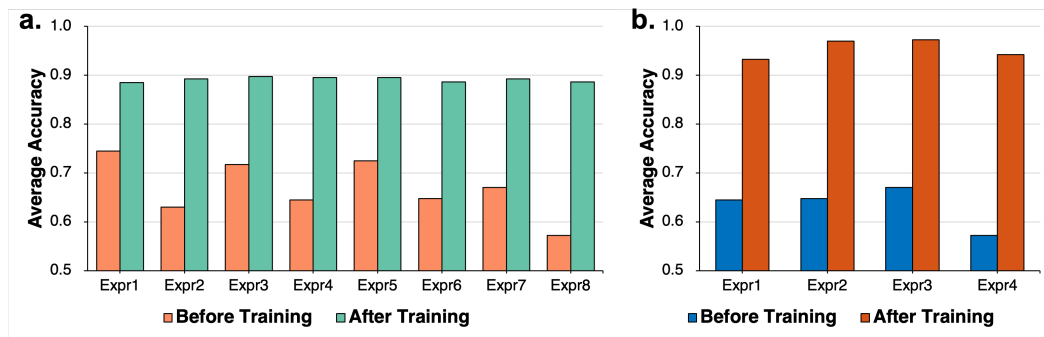 a.
Average Accuracy
1.0
0.9
0.8
0.7
0.6
0.5
Expr1 Expr2 Expr3 Expr4 Expr5 Expr6 Expr7 Expr8
Before Training After Training
b.
Average Accuracy
1.0
0.9
0.8
0.7
0.6
0.5
Expr1 Expr2 Expr3 Expr4
Before Training After Training